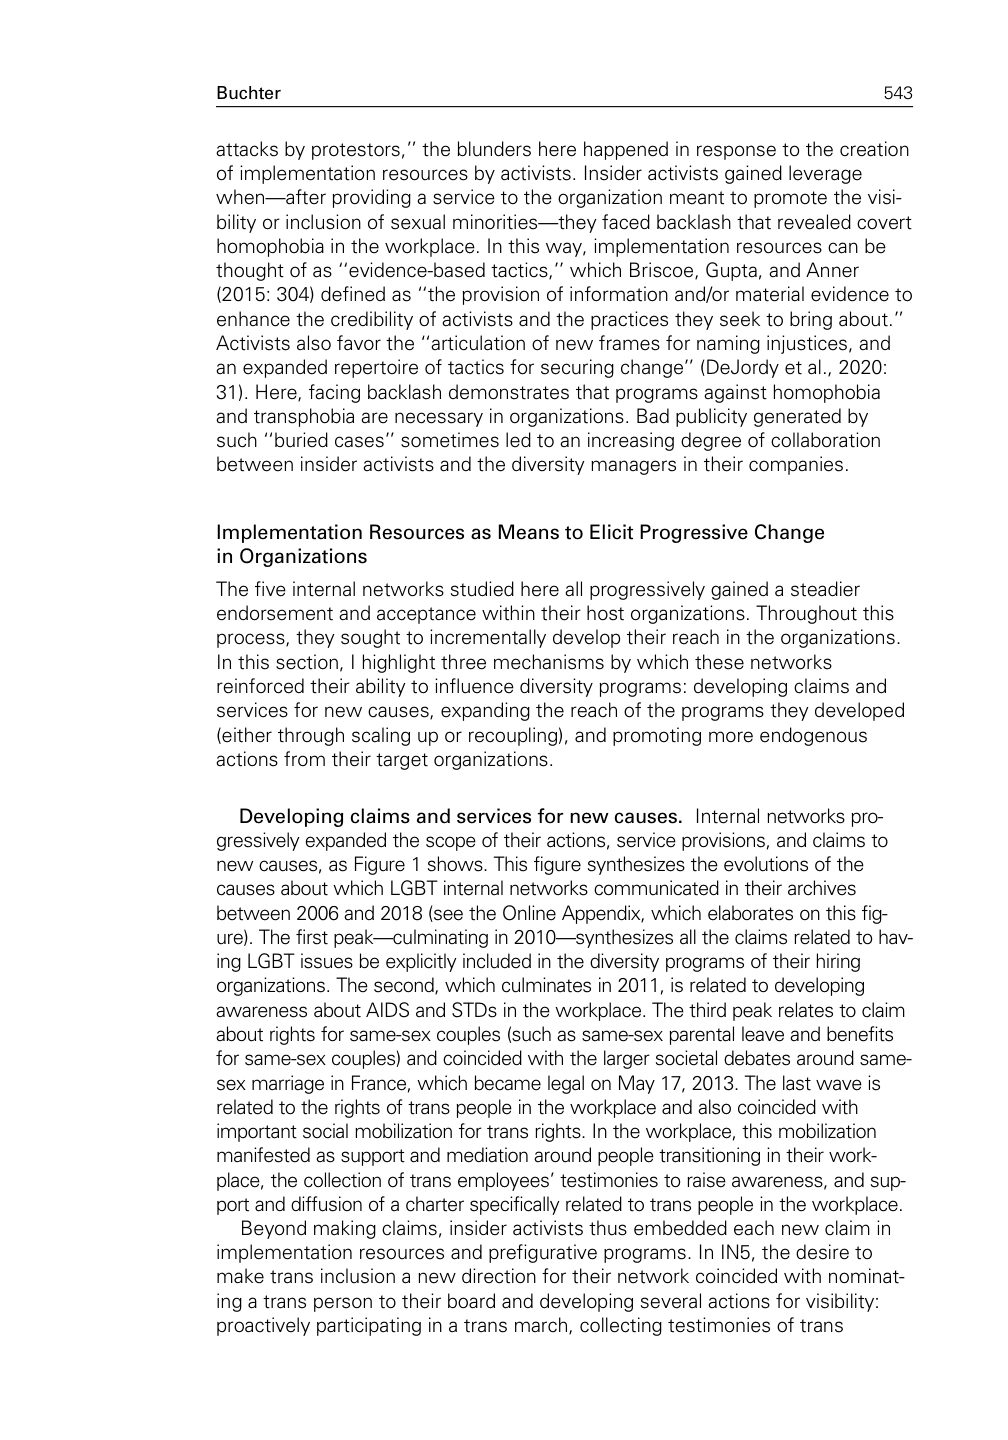 Buchter 543
attacks by protestors,’’ the blunders here happened in response to the creation
of implementation resources by activists. Insider activists gained leverage
when—after providing a service to the organization meant to promote the visi-
bility or inclusion of sexual minorities—they faced backlash that revealed covert
homophobia in the workplace. In this way, implementation resources can be
thought of as ‘‘evidence-based tactics,’’ which Briscoe, Gupta, and Anner
(2015: 304) defined as ‘‘the provision of information and/or material evidence to
enhance the credibility of activists and the practices they seek to bring about.’’
Activists also favor the ‘‘articulation of new frames for naming injustices, and
an expanded repertoire of tactics for securing change’’ (DeJordy et al., 2020:
31). Here, facing backlash demonstrates that programs against homophobia
and transphobia are necessary in organizations. Bad publicity generated by
such ‘‘buried cases’’ sometimes led to an increasing degree of collaboration
between insider activists and the diversity managers in their companies.
Implementation Resources as Means to Elicit Progressive Change
in Organizations
The five internal networks studied here all progressively gained a steadier
endorsement and acceptance within their host organizations. Throughout this
process, they sought to incrementally develop their reach in the organizations.
In this section, I highlight three mechanisms by which these networks
reinforced their ability to influence diversity programs: developing claims and
services for new causes, expanding the reach of the programs they developed
(either through scaling up or recoupling), and promoting more endogenous
actions from their target organizations.
Developing claims and services for new causes. Internal networks pro-
gressively expanded the scope of their actions, service provisions, and claims to
new causes, as Figure 1 shows. This figure synthesizes the evolutions of the
causes about which LGBT internal networks communicated in their archives
between 2006 and 2018 (see the Online Appendix, which elaborates on this fig-
ure). The first peak—culminating in 2010—synthesizes all the claims related to hav-
ing LGBT issues be explicitly included in the diversity programs of their hiring
organizations. The second, which culminates in 2011, is related to developing
awareness about AIDS and STDs in the workplace. The third peak relates to claim
about rights for same-sex couples (such as same-sex parental leave and benefits
for same-sex couples) and coincided with the larger societal debates around same-
sex marriage in France, which became legal on May 17, 2013. The last wave is
related to the rights of trans people in the workplace and also coincided with
important social mobilization for trans rights. In the workplace, this mobilization
manifested as support and mediation around people transitioning in their work-
place, the collection of trans employees’ testimonies to raise awareness, and sup-
port and diffusion of a charter specifically related to trans people in the workplace.
Beyond making claims, insider activists thus embedded each new claim in
implementation resources and prefigurative programs. In IN5, the desire to
make trans inclusion a new direction for their network coincided with nominat-
ing a trans person to their board and developing several actions for visibility:
proactively participating in a trans march, collecting testimonies of trans